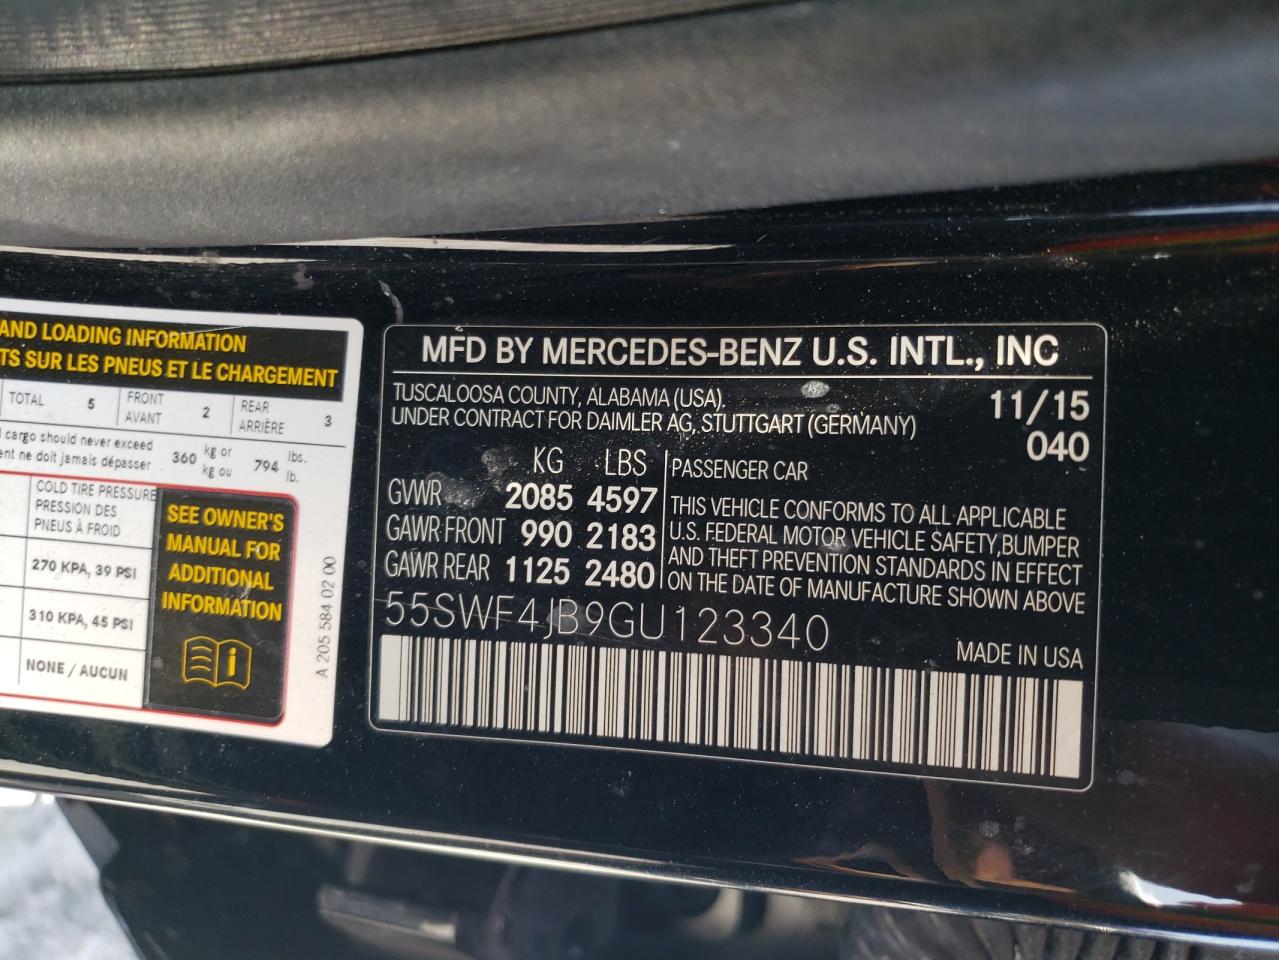 AND LOADING INFORMATION
TS SUR LES PNEUS ET LE CHARGEMENT
TOTAL 5 FRONT AVANT 2 REAR ARRIÈRE 3
cargo should never exceed
ent ne doit jamais dépasser 360 kg or kg ou 794 lbs. lb.
COLD TIRE PRESSURE
PRESSION DES
PNEUS À FROID
270 KPA, 39 PSI
310 KPA, 45 PSI
NONE / AUCUN
SEE OWNER'S
MANUAL FOR
ADDITIONAL
INFORMATION
A 205 584 02 00
MFD BY MERCEDES-BENZ U.S. INTL., INC
TUSCALOOSA COUNTY, ALABAMA (USA). 11/15
UNDER CONTRACT FOR DAIMLER AG, STUTTGART (GERMANY) 040
KG LBS
GVWR 2085 4597
GAWR FRONT 990 2183
GAWR REAR 1125 2480
PASSENGER CAR
THIS VEHICLE CONFORMS TO ALL APPLICABLE
U.S. FEDERAL MOTOR VEHICLE SAFETY,BUMPER
AND THEFT PREVENTION STANDARDS IN EFFECT
ON THE DATE OF MANUFACTURE SHOWN ABOVE
55SWF4JB9GU123340
MADE IN USA